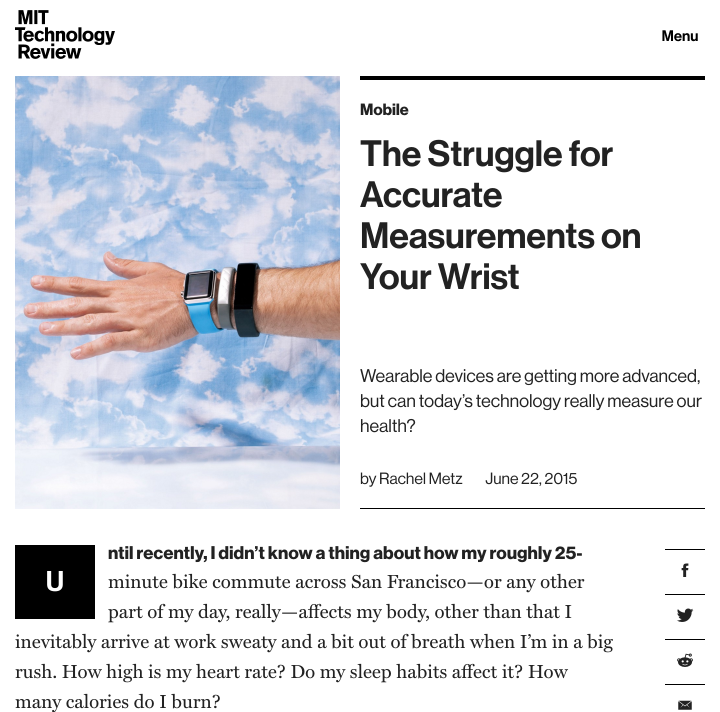 MIT
Technology
Review
Menu
Mobile
The Struggle for
Accurate
Measurements on
Your Wrist
Wearable devices are getting more advanced,
but can today’s technology really measure our
health?
by Rachel Metz June 22, 2015
Until recently, I didn’t know a thing about how my roughly 25-
minute bike commute across San Francisco—or any other
part of my day, really—affects my body, other than that I
inevitably arrive at work sweaty and a bit out of breath when I’m in a big
rush. How high is my heart rate? Do my sleep habits affect it? How
many calories do I burn?